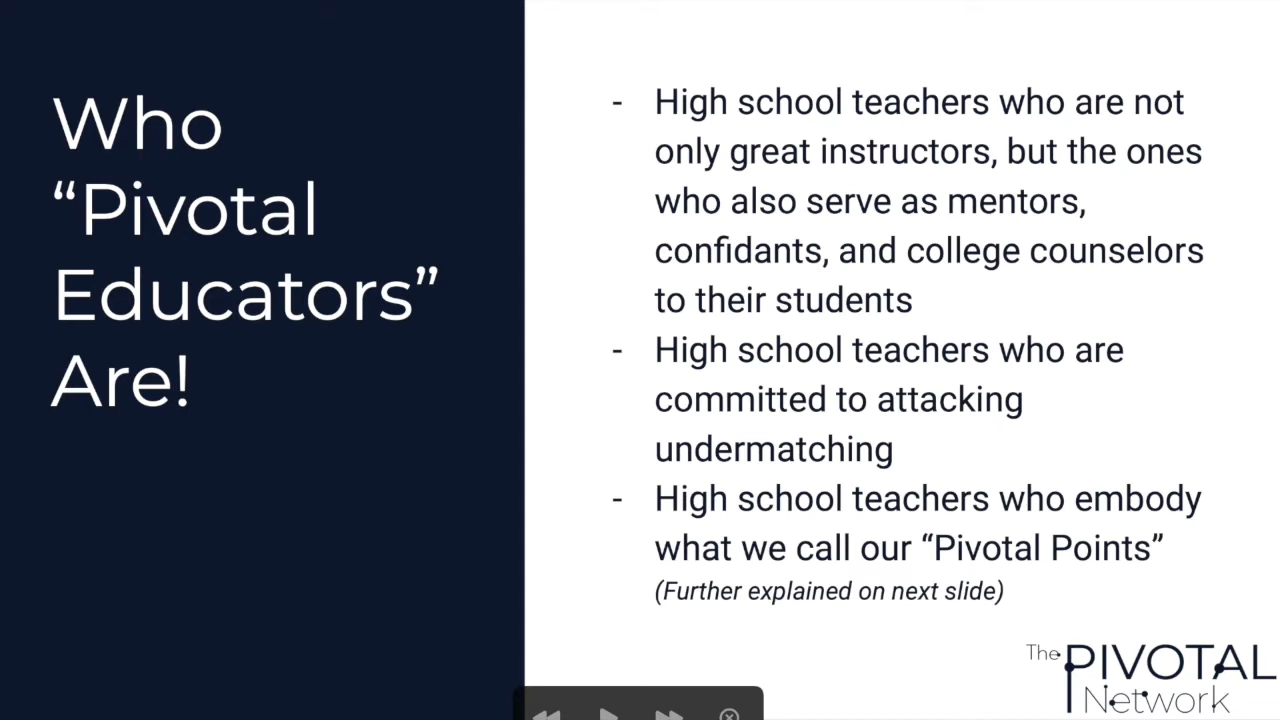 Who
“Pivotal
Educators”
Are!
- High school teachers who are not
only great instructors, but the ones
who also serve as mentors,
confidants, and college counselors
to their students
- High school teachers who are
committed to attacking
undermatching
- High school teachers who embody
what we call our “Pivotal Points”
(Further explained on next slide)
The PIVOTAL
Network